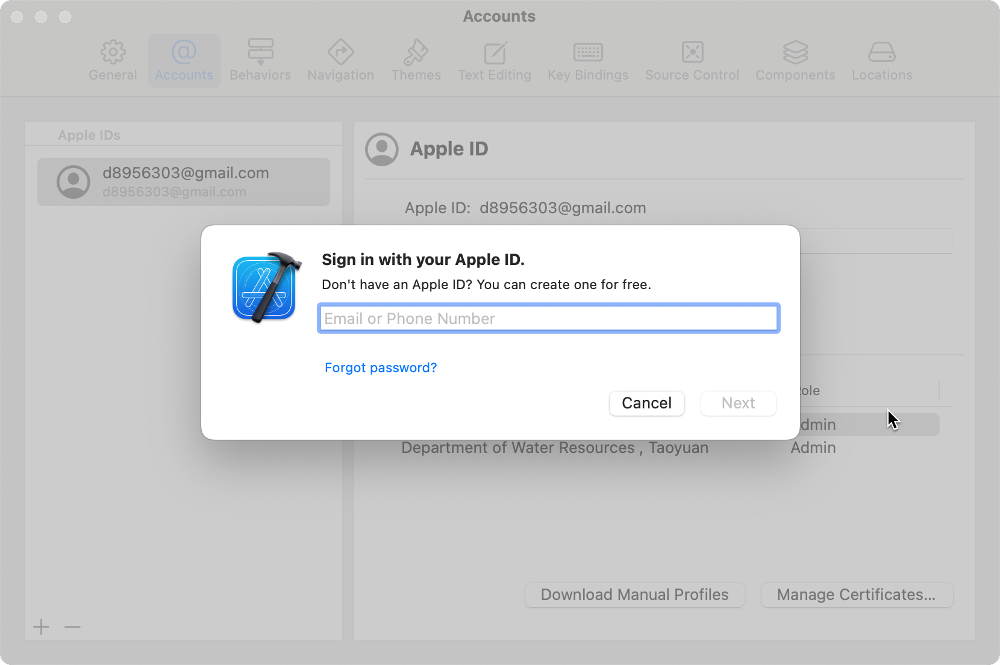 Accounts
General Accounts Behaviors Navigation Themes Text Editing Key Bindings Source Control Components Locations
Apple IDs
d8956303@gmail.com
d8956303@gmail.com
Apple ID
Apple ID: d8956303@gmail.com
Sign in with your Apple ID.
Don't have an Apple ID? You can create one for free.
Email or Phone Number
Forgot password?
Cancel Next
Department of Water Resources , Taoyuan Admin
Download Manual Profiles Manage Certificates...